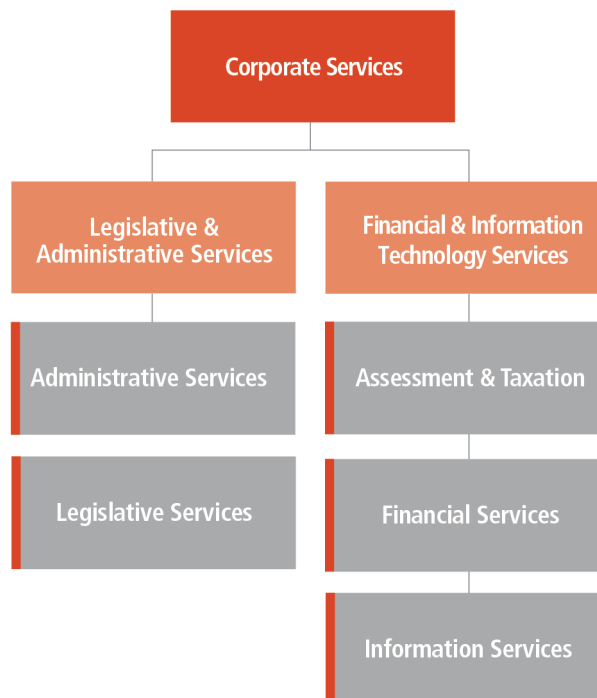 Corporate Services
Legislative &
Administrative Services
Financial & Information
Technology Services
Administrative Services
Assessment & Taxation
Legislative Services
Financial Services
Information Services